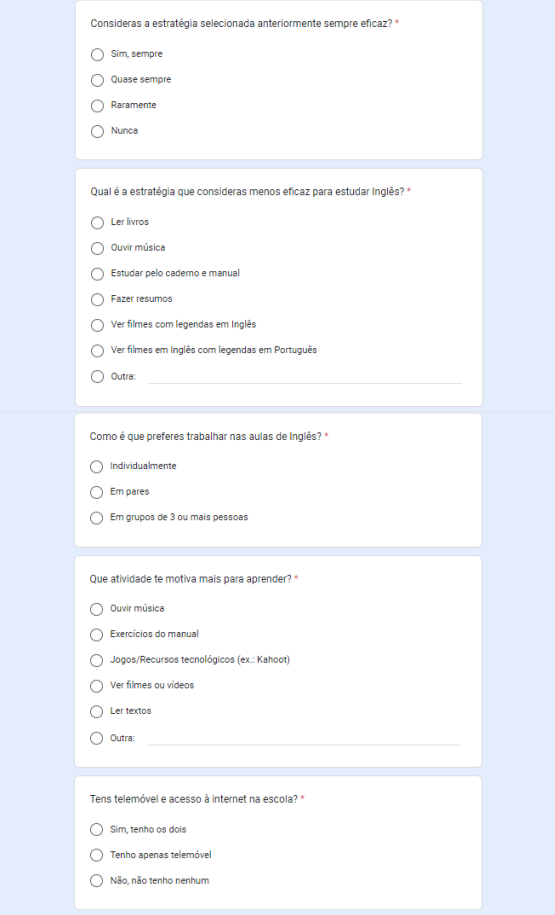 Consideras a estratégia selecionada anteriormente sempre eficaz? *
Sim, sempre
Quase sempre
Raramente
Nunca
Qual é a estratégia que consideras menos eficaz para estudar Inglês? *
Ler livros
Ouvir música
Estudar pelo caderno e manual
Fazer resumos
Ver filmes com legendas em Inglês
Ver filmes em Inglês com legendas em Português
Outra:
Como é que preferes trabalhar nas aulas de Inglês? *
Individualmente
Em pares
Em grupos de 3 ou mais pessoas
Que atividade te motiva mais para aprender? *
Ouvir música
Exercícios do manual
Jogos/Recursos tecnológicos (ex.: Kahoot)
Ver filmes ou vídeos
Ler textos
Outra:
Tens telemóvel e acesso à internet na escola? *
Sim, tenho os dois
Tenho apenas telemóvel
Não, não tenho nenhum